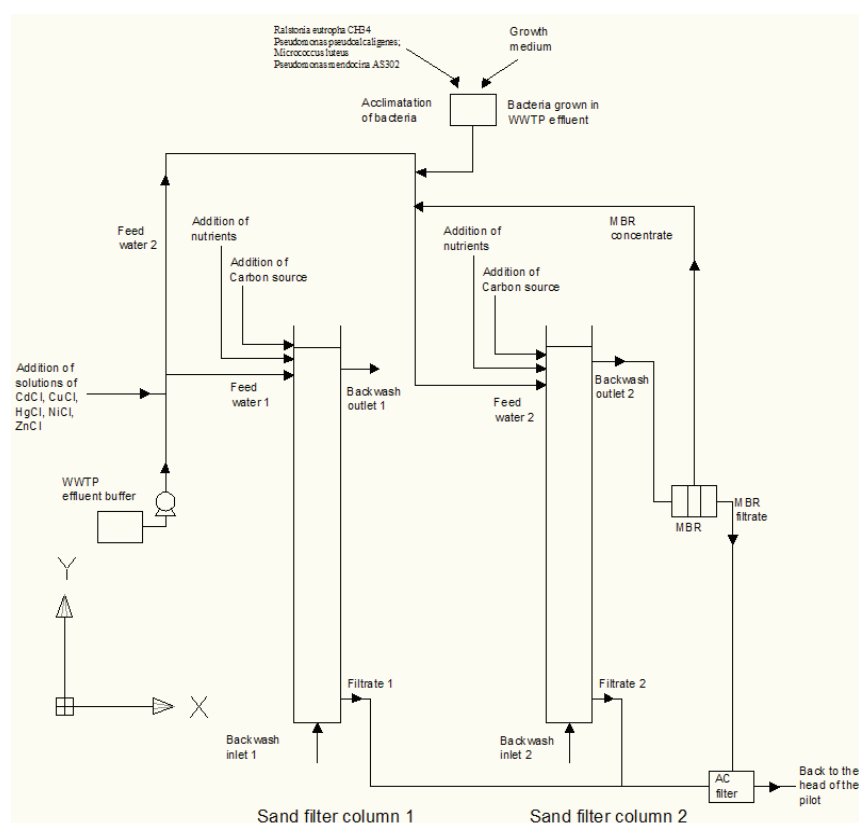 Ralstonia eutropha CH34
Pseudomonas pseudoalcaligenes;
Micrococcus luteus
Pseudomonas mendocina AS302
Growth
medium
Acclimatation
of bacteria
Bacteria grown in
WWTP effluent
Feed
water 2
Addition of
nutrients
Addition of
Carbon source
Addition of
nutrients
Addition of
Carbon source
MBR
concentrate
Addition of
solutions of
CdCl, CuCl,
HgCl, NiCl,
ZnCl
Feed
water 1
Backwash
outlet 1
Feed
water 2
Backwash
outlet 2
WWTP
effluent buffer
MBR
MBR
filtrate
Y
X
Filtrate 1
Filtrate 2
Backwash
inlet 1
Backwash
inlet 2
AC
filter
Back to the
head of the
pilot
Sand filter column 1
Sand filter column 2